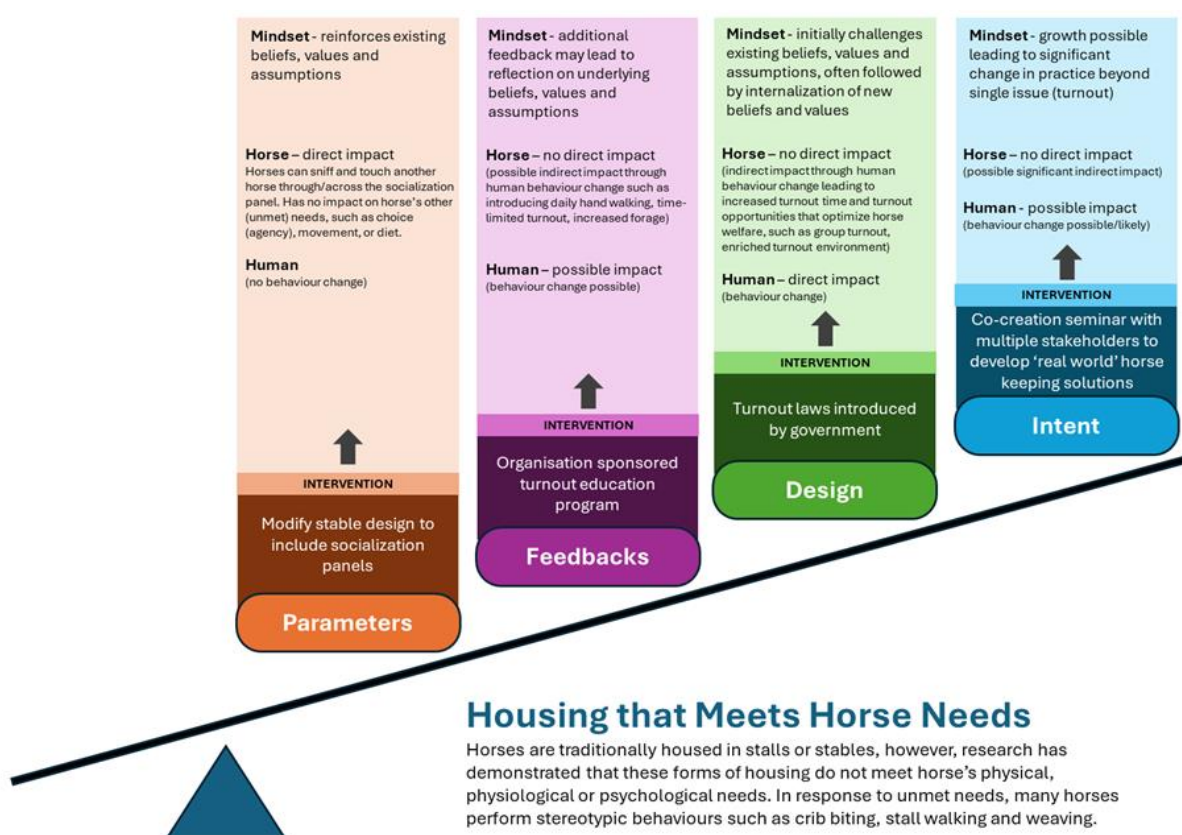 Mindset - reinforces existing
beliefs, values and
assumptions
Horse – direct impact
Horses can sniff and touch another
horse through/across the socialization
panel. Has no impact on horse's other
(unmet) needs, such as choice
(agency), movement, or diet.
Human
(no behaviour change)
INTERVENTION
Modify stable design to
include socialization
panels
Parameters
Mindset - additional
feedback may lead to
reflection on underlying
beliefs, values and
assumptions
Horse – no direct impact
(possible indirect impact through
human behaviour change such as
introducing daily hand walking, time-
limited turnout, increased forage)
Human – possible impact
(behaviour change possible)
INTERVENTION
Organisation sponsored
turnout education
program
Feedbacks
Mindset - initially challenges
existing beliefs, values and
assumptions, often followed
by internalization of new
beliefs and values
Horse – no direct impact
(indirect impact through human
behaviour change leading to
increased turnout time and turnout
opportunities that optimize horse
welfare, such as group turnout,
enriched turnout environment)
Human – direct impact
(behaviour change)
INTERVENTION
Turnout laws introduced
by government
Design
Mindset - growth possible
leading to significant
change in practice beyond
single issue (turnout)
Horse – no direct impact
(possible significant indirect impact)
Human - possible impact
(behaviour change possible/likely)
INTERVENTION
Co-creation seminar with
multiple stakeholders to
develop 'real world' horse
keeping solutions
Intent
Housing that Meets Horse Needs
Horses are traditionally housed in stalls or stables, however, research has
demonstrated that these forms of housing do not meet horse's physical,
physiological or psychological needs. In response to unmet needs, many horses
perform stereotypic behaviours such as crib biting, stall walking and weaving.